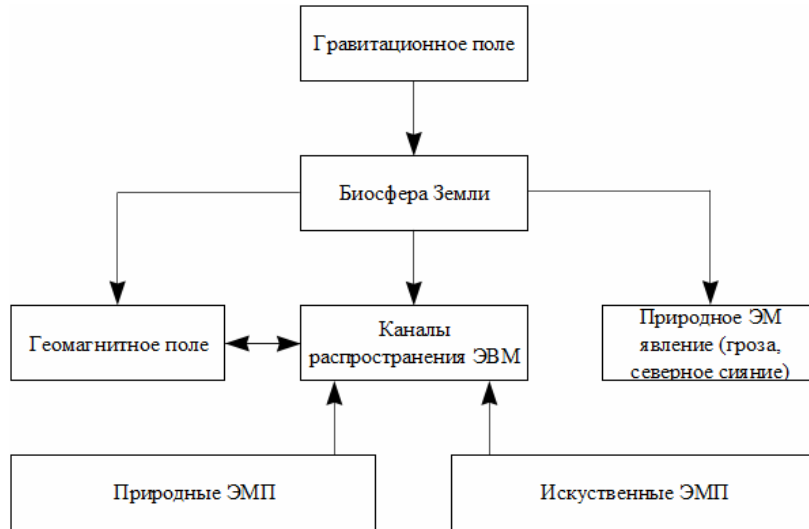 Гравитационное поле
Биосфера Земли
Геомагнитное поле
Каналы
распространения ЭВМ
Природное ЭМ
явление (гроза,
северное сияние)
Природные ЭМП
Искуственные ЭМП